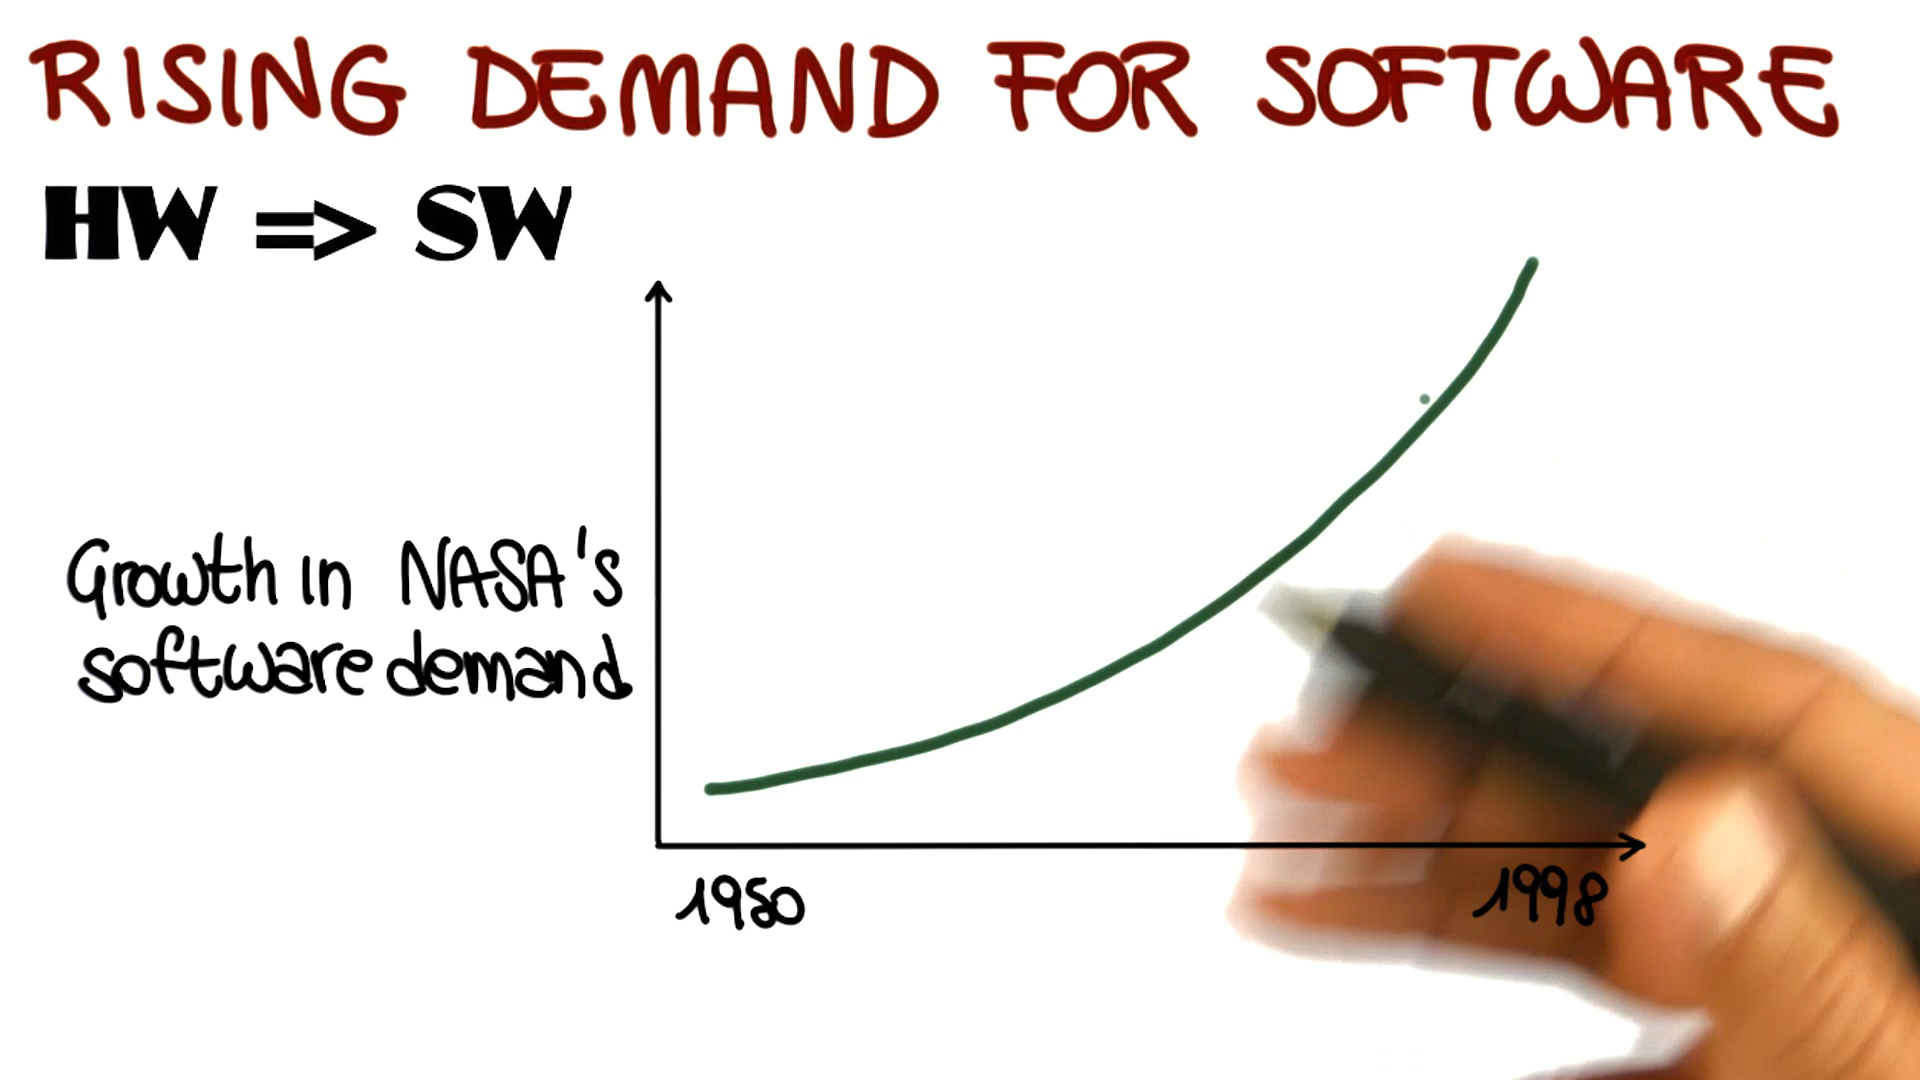 RISING DEMAND FOR SOFTWARE
HW => SW
Growth in NASA's
software demand
1950
1998